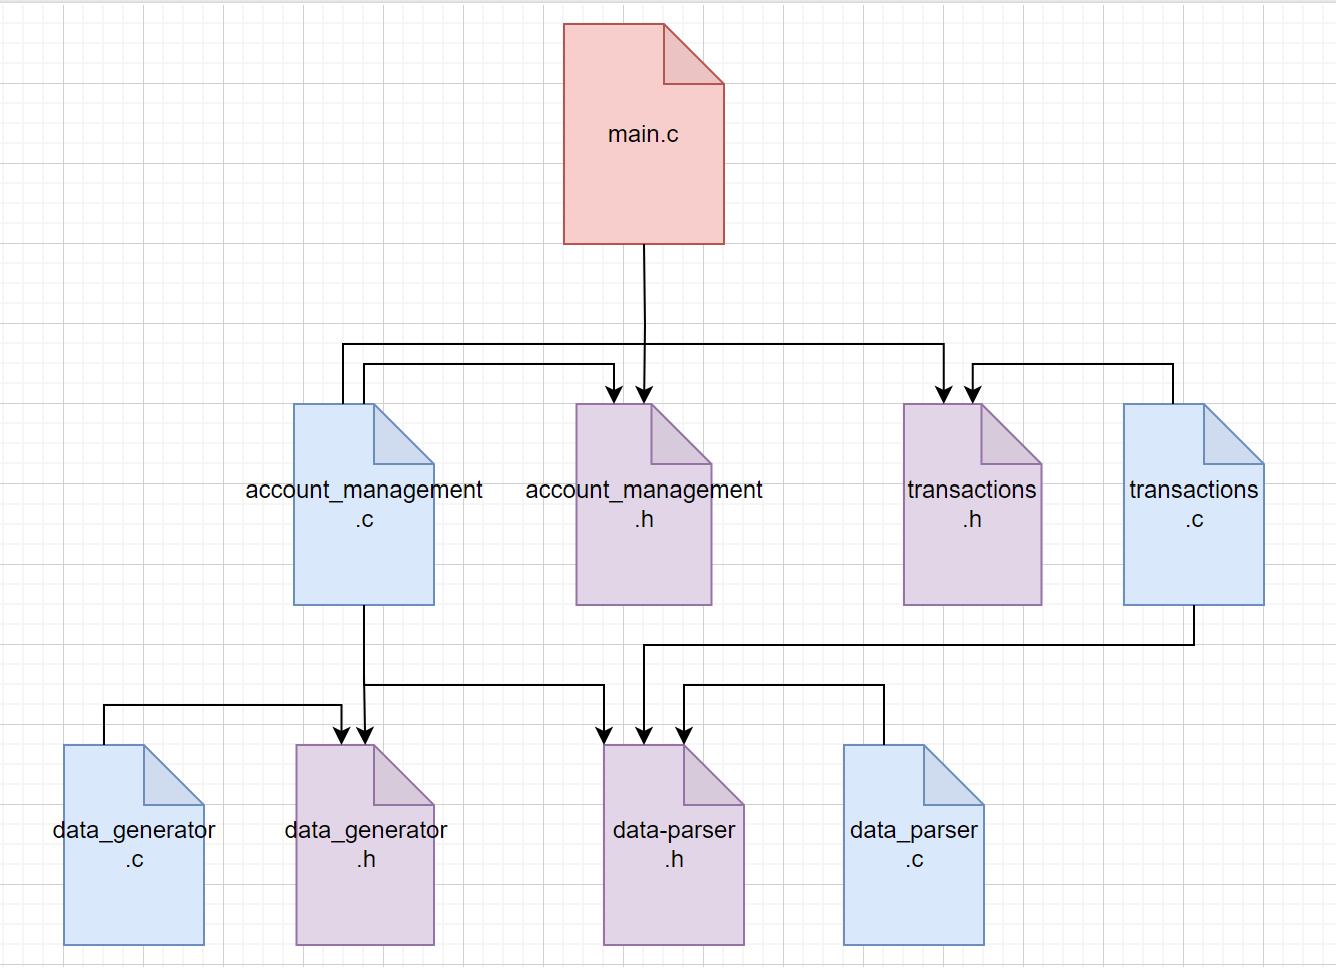 main.c
account_management
.c
account_management
.h
transactions
.h
transactions
.c
data_generator
.c
data_generator
.h
data-parser
.h
data_parser
.c